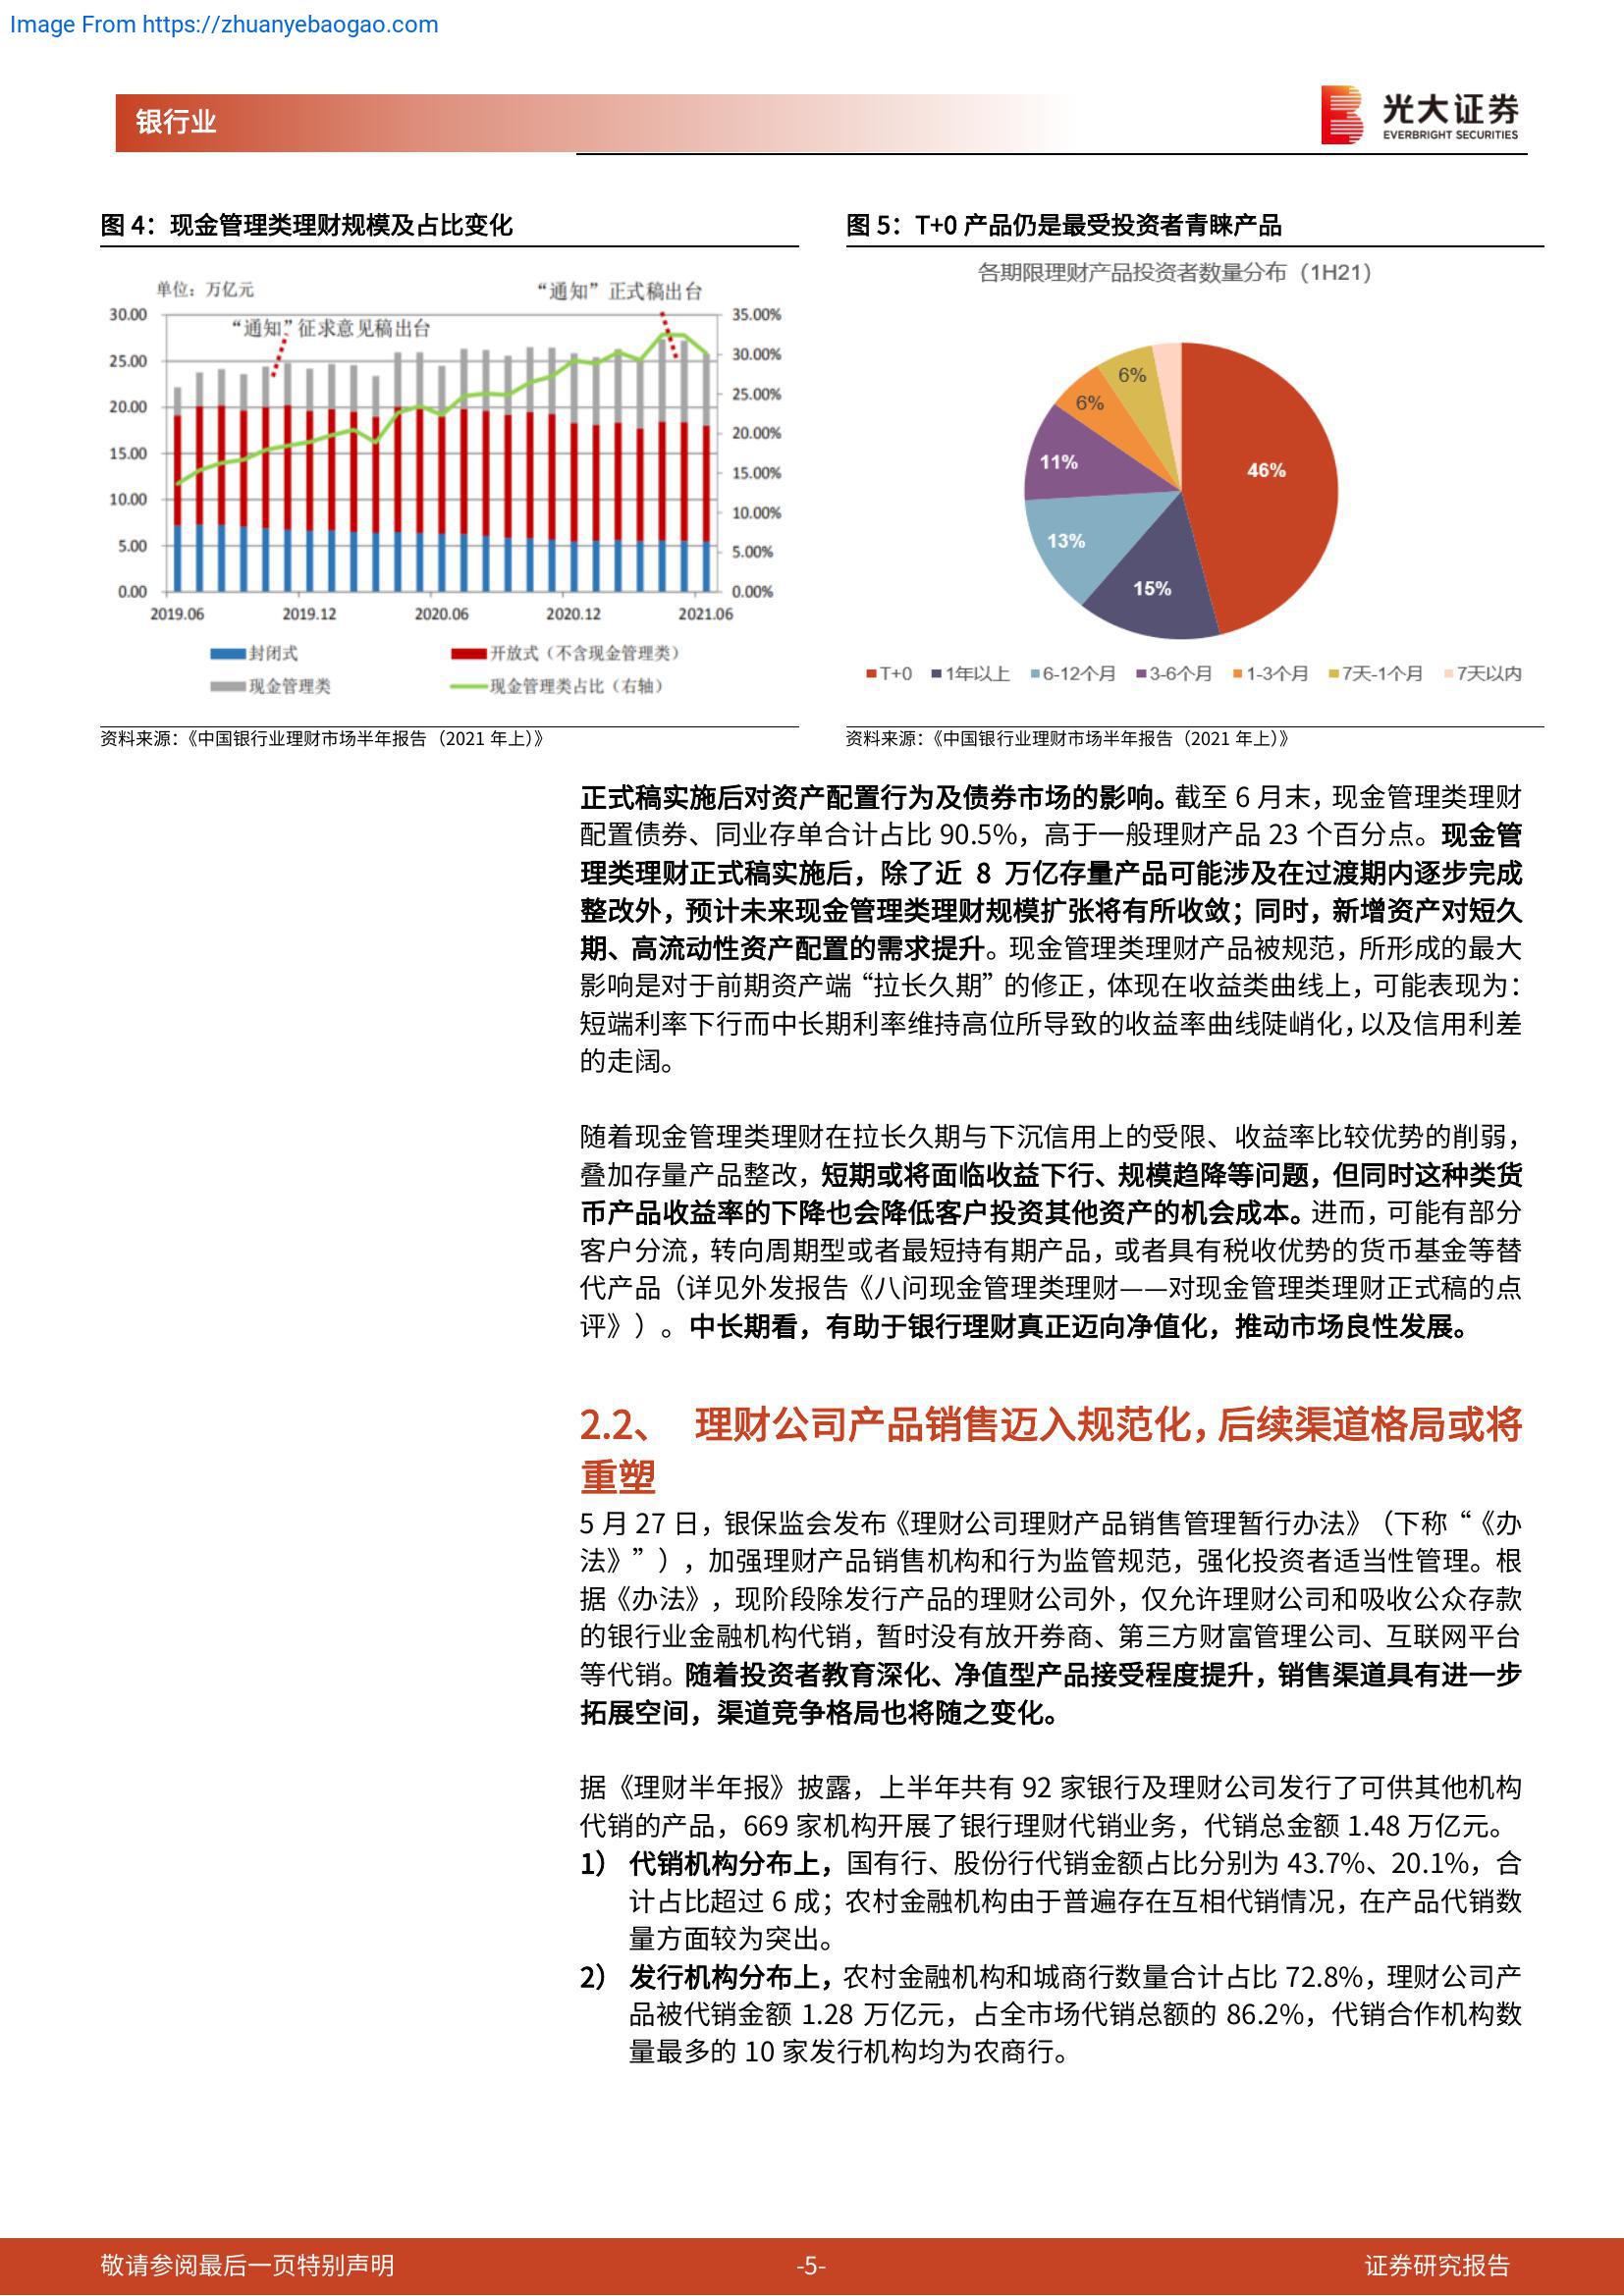 Image From https://zhuanyebaogao.com
银行业
光大证券
EVERBRIGHT SECURITIES
图 4：现金管理类理财规模及占比变化
单位：万亿元
“通知”正式稿出台
“通知”征求意见稿出台
30.00
25.00
20.00
15.00
10.00
5.00
0.00
35.00%
30.00%
25.00%
20.00%
15.00%
10.00%
5.00%
0.00%
2019.06 2019.12 2020.06 2020.12 2021.06
封闭式 开放式（不含现金管理类）
现金管理类 现金管理类占比（右轴）
资料来源：《中国银行业理财市场半年报告（2021 年上）》
图 5：T+0 产品仍是最受投资者青睐产品
各期限理财产品投资者数量分布（1H21）
6%
6%
11%
46%
13%
15%
T+0 1年以上 6-12个月 3-6个月 1-3个月 7天-1个月 7天以内
资料来源：《中国银行业理财市场半年报告（2021 年上）》
正式稿实施后对资产配置行为及债券市场的影响。截至 6 月末，现金管理类理财
配置债券、同业存单合计占比 90.5%，高于一般理财产品 23 个百分点。现金管
理类理财正式稿实施后，除了近 8 万亿存量产品可能涉及在过渡期内逐步完成
整改外，预计未来现金管理类理财规模扩张将有所收敛；同时，新增资产对短久
期、高流动性资产配置的需求提升。现金管理类理财产品被规范，所形成的最大
影响是对于前期资产端“拉长久期”的修正，体现在收益类曲线上，可能表现为：
短端利率下行而中长期利率维持高位所导致的收益率曲线陡峭化，以及信用利差
的走阔。
随着现金管理类理财在拉长久期与下沉信用上的受限、收益率比较优势的削弱，
叠加存量产品整改，短期或将面临收益下行、规模趋降等问题，但同时这种类货
币产品收益率的下降也会降低客户投资其他资产的机会成本。进而，可能有部分
客户分流，转向周期型或者最短持有期产品，或者具有税收优势的货币基金等替
代产品（详见外发报告《八问现金管理类理财——对现金管理类理财正式稿的点
评》）。中长期看，有助于银行理财真正迈向净值化，推动市场良性发展。
2.2、 理财公司产品销售迈入规范化，后续渠道格局或将
重塑
5 月 27 日，银保监会发布《理财公司理财产品销售管理暂行办法》（下称“《办
法》”），加强理财产品销售机构和行为监管规范，强化投资者适当性管理。根
据《办法》，现阶段除发行产品的理财公司外，仅允许理财公司和吸收公众存款
的银行业金融机构代销，暂时没有放开券商、第三方财富管理公司、互联网平台
等代销。随着投资者教育深化、净值型产品接受程度提升，销售渠道具有进一步
拓展空间，渠道竞争格局也将随之变化。
据《理财半年报》披露，上半年共有 92 家银行及理财公司发行了可供其他机构
代销的产品，669 家机构开展了银行理财代销业务，代销总金额 1.48 万亿元。
1） 代销机构分布上，国有行、股份行代销金额占比分别为 43.7%、20.1%，合
计占比超过 6 成；农村金融机构由于普遍存在互相代销情况，在产品代销数
量方面较为突出。
2） 发行机构分布上，农村金融机构和城商行数量合计占比 72.8%，理财公司产
品被代销金额 1.28 万亿元，占全市场代销总额的 86.2%，代销合作机构数
量最多的 10 家发行机构均为农商行。
敬请参阅最后一页特别声明 -5- 证券研究报告